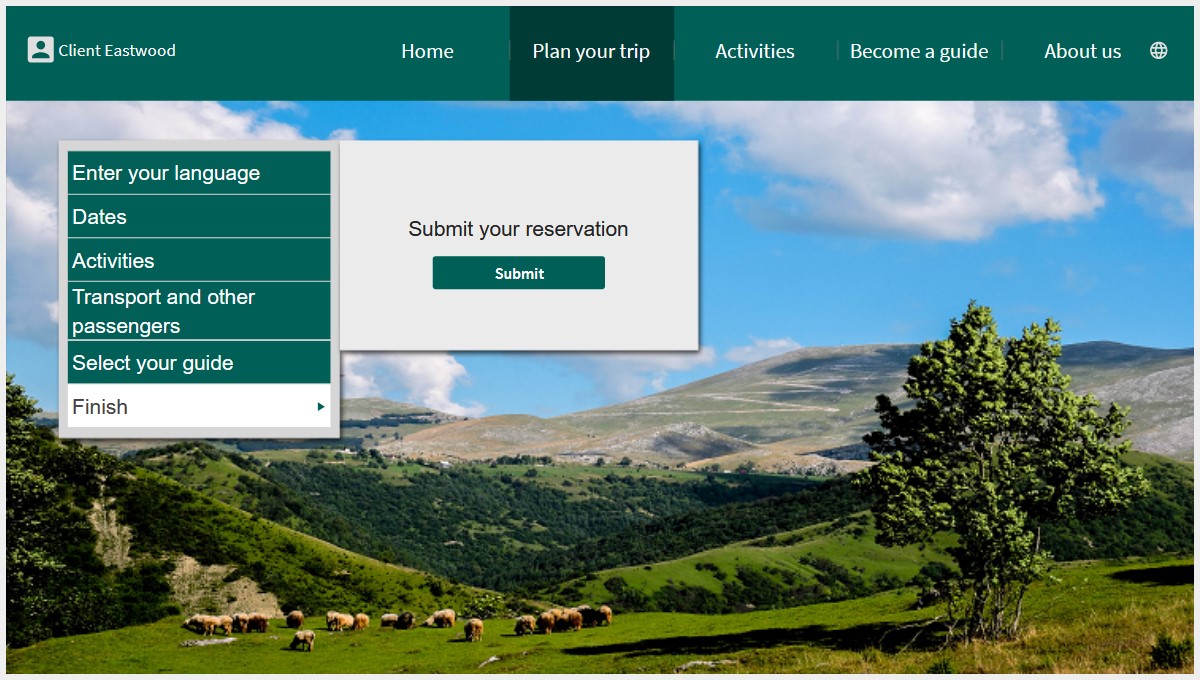 Client Eastwood
Home
Plan your trip
Activities
Become a guide
About us
Enter your language
Dates
Activities
Transport and other
passengers
Select your guide
Finish
Submit your reservation
Submit